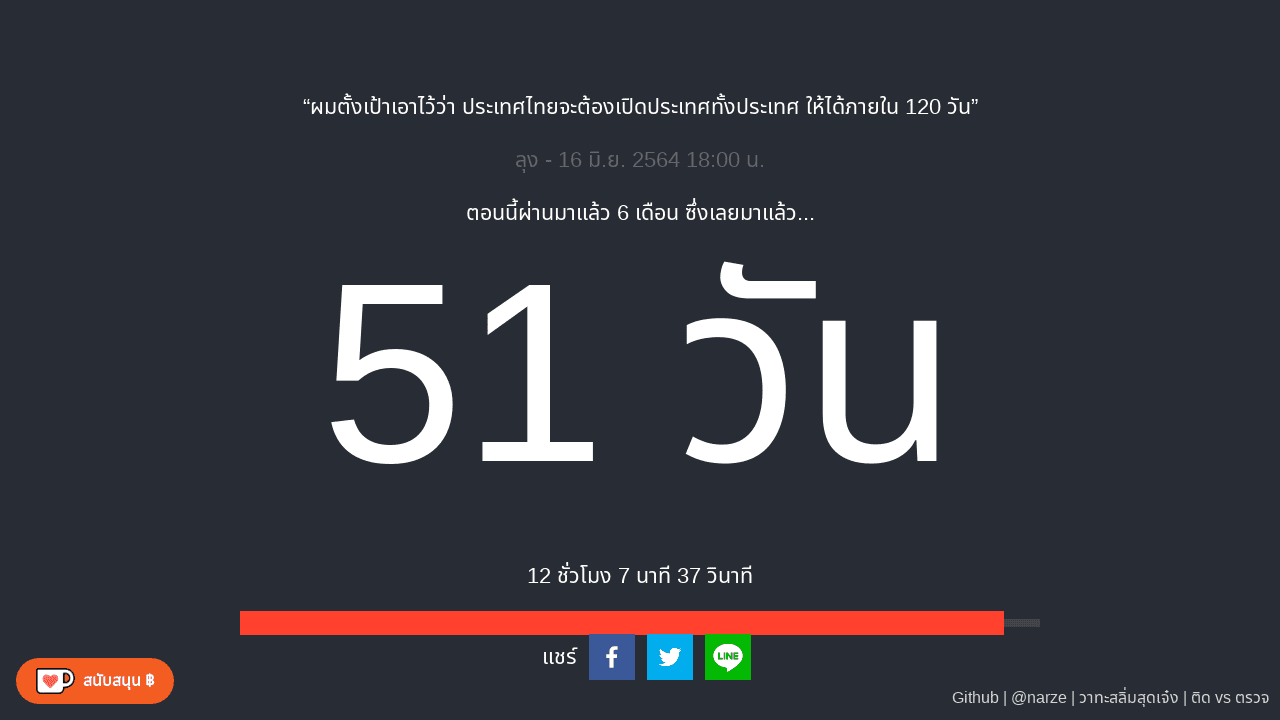 “ผมตั้งเป้าเอาไว้ว่า ประเทศไทยจะต้องเปิดประเทศทั้งประเทศ ให้ได้ภายใน 120 วัน”
ลุง - 16 มิ.ย. 2564 18:00 น.
ตอนนี้ผ่านมาแล้ว 6 เดือน ซึ่งเลยมาแล้ว...
51 วัน
12 ชั่วโมง 7 นาที 37 วินาที
แชร์
LINE
สนับสนุน ฿
Github | @narze | วาทะสลิ่มสุดเจ๋ง | ติด vs ตรวจ